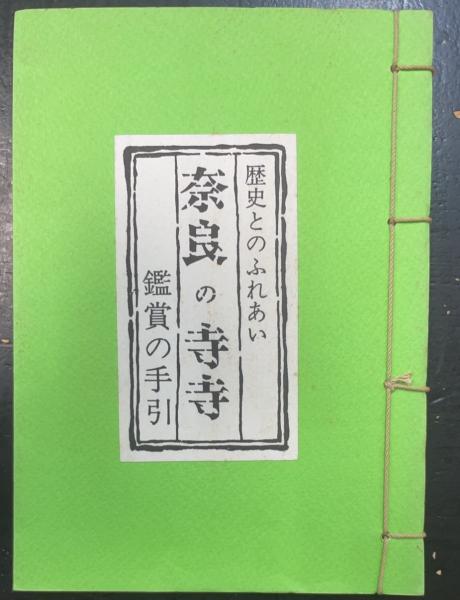 歴史とのふれあい
奈良の寺寺
鑑賞の手引